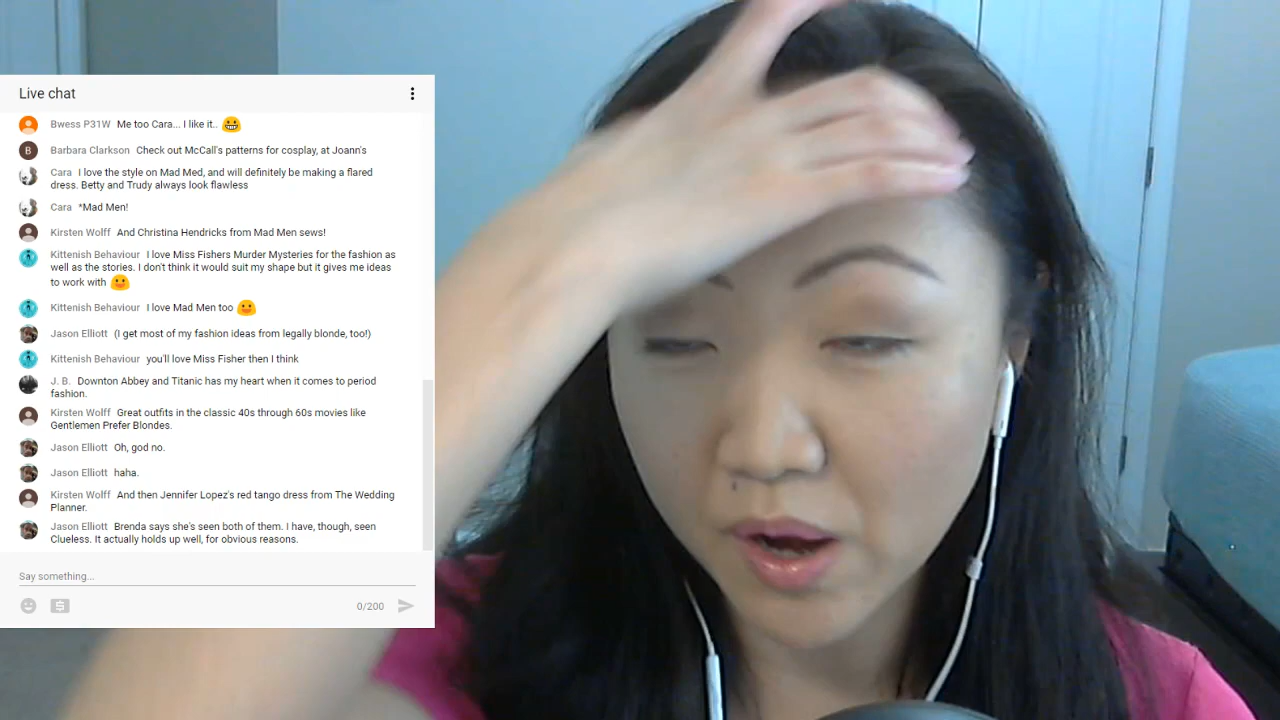 Live chat
Bwess P31W Me too Cara... I like it.. 😬
B Barbara Clarkson Check out McCall's patterns for cosplay, at Joann's
Cara I love the style on Mad Med, and will definitely be making a flared
dress. Betty and Trudy always look flawless
Cara *Mad Men!
Kirsten Wolff And Christina Hendricks from Mad Men sews!
Kittenish Behaviour I love Miss Fishers Murder Mysteries for the fashion as
well as the stories. I don't think it would suit my shape but it gives me ideas
to work with 😛
Kittenish Behaviour I love Mad Men too 😛
Jason Elliott (I get most of my fashion ideas from legally blonde, too!)
Kittenish Behaviour you'll love Miss Fisher then I think
J. B. Downton Abbey and Titanic has my heart when it comes to period
fashion.
Kirsten Wolff Great outfits in the classic 40s through 60s movies like
Gentlemen Prefer Blondes.
Jason Elliott Oh, god no.
Jason Elliott haha.
Kirsten Wolff And then Jennifer Lopez's red tango dress from The Wedding
Planner.
Jason Elliott Brenda says she's seen both of them. I have, though, seen
Clueless. It actually holds up well, for obvious reasons.
Say something...
0/200